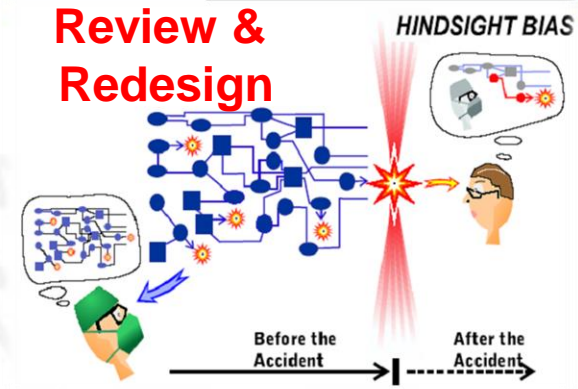 Review &
Redesign
HINDSIGHT BIAS
Before the
Accident
After the
Accident